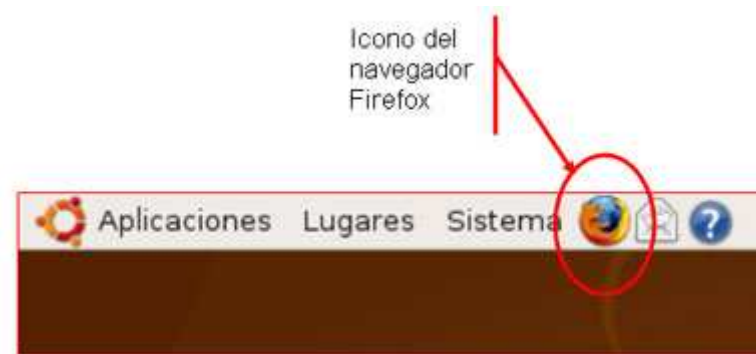 Icono del
navegador
Firefox
Aplicaciones Lugares Sistema ?